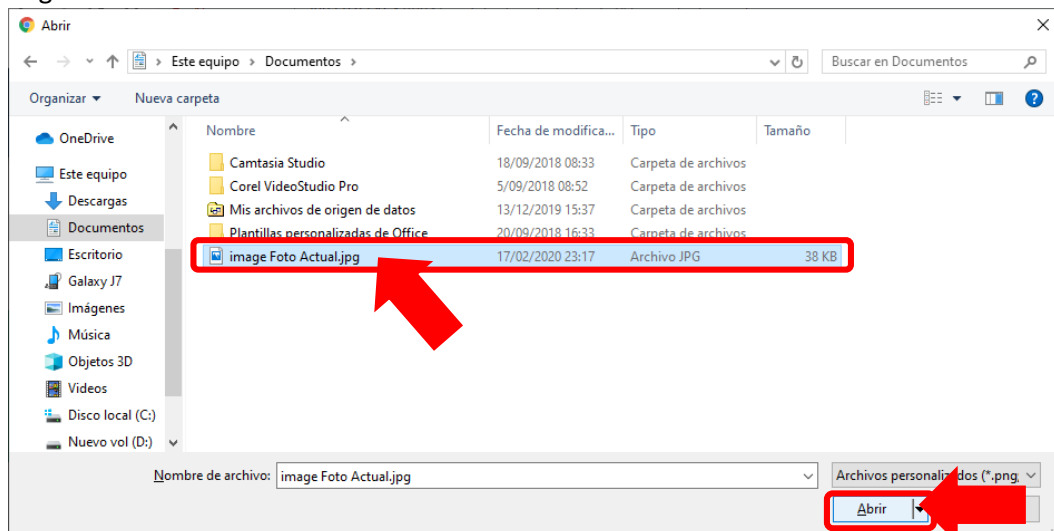 Abrir
Este equipo > Documentos >
Buscar en Documentos
Organizar
Nueva carpeta
Nombre
Fecha de modifica...
Tipo
Tamaño
OneDrive
Este equipo
Descargas
Documentos
Escritorio
Galaxy J7
Imágenes
Música
Objetos 3D
Videos
Disco local (C:)
Nuevo vol (D:)
Camtasia Studio 18/09/2018 08:33 Carpeta de archivos
Corel VideoStudio Pro 5/09/2018 08:52 Carpeta de archivos
Mis archivos de origen de datos 13/12/2019 15:37 Carpeta de archivos
Plantillas personalizadas de Office 20/09/2018 16:33 Carpeta de archivos
image Foto Actual.jpg 17/02/2020 23:17 Archivo JPG 38 KB
Nombre de archivo: image Foto Actual.jpg
Archivos personalizados (*.png;
Abrir